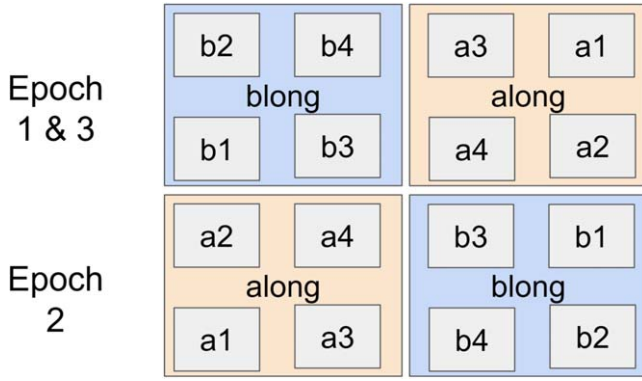 Epoch
1 & 3
b2 b4
blong
b1 b3
a3 a1
along
a4 a2
Epoch
2
a2 a4
along
a1 a3
b3 b1
blong
b4 b2